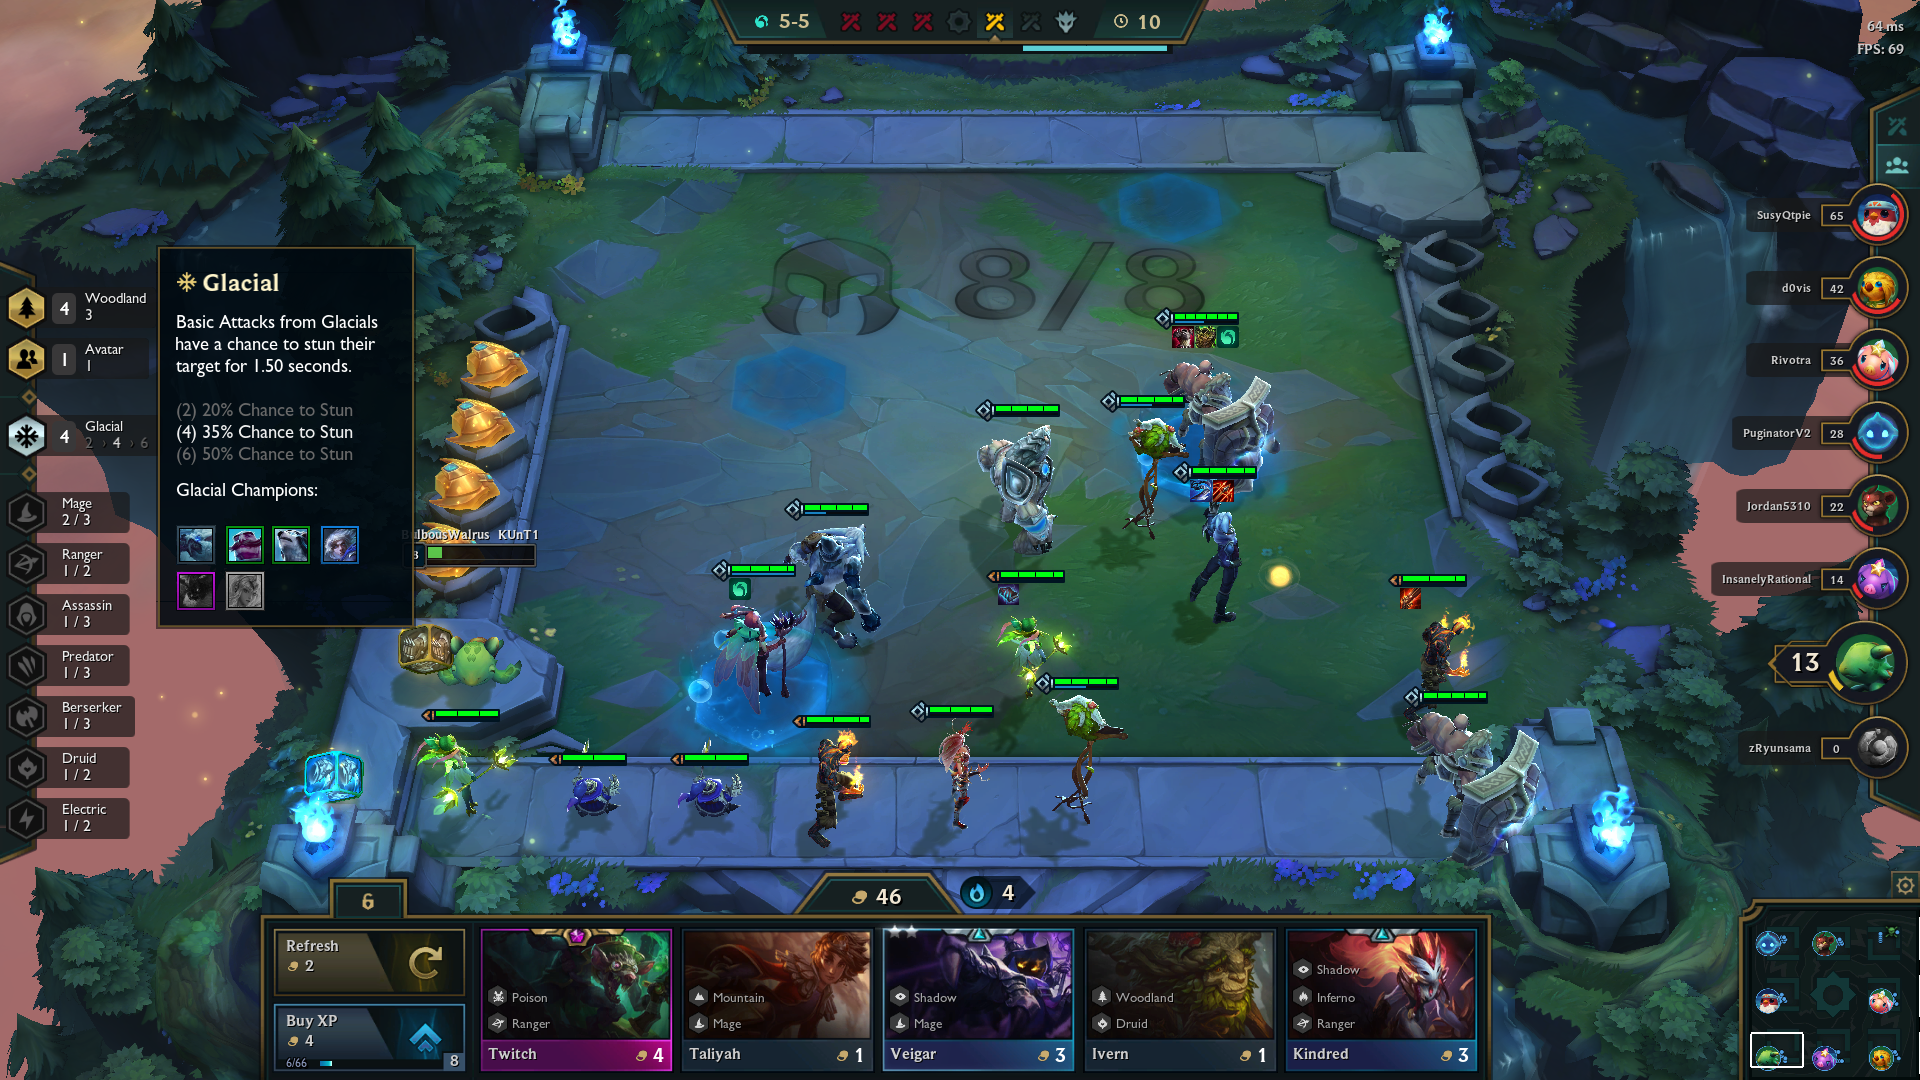 5-5
10
64 ms
FPS: 69
8/8
4
Woodland
3
1
Avatar
1
4
Glacial
2 › 4 › 6
Mage
2 / 3
Ranger
1 / 2
Assassin
1 / 3
Predator
1 / 3
Berserker
1 / 3
Druid
1 / 2
Electric
1 / 2
Glacial
Basic Attacks from Glacials
have a chance to stun their
target for 1.50 seconds.
(2) 20% Chance to Stun
(4) 35% Chance to Stun
(6) 50% Chance to Stun
Glacial Champions:
BulbousWalrus KUnT1
3
SusyQtpie 65
d0vis 42
Rivotra 36
PuginatorV2 28
Jordan5310 22
InsanelyRational 14
13
zRyunsama 0
6
46
4
Refresh
2
Buy XP
4
6/66
8
Poison
Ranger
Twitch 4
Mountain
Mage
Taliyah 1
Shadow
Mage
Veigar 3
Woodland
Druid
Ivern 1
Shadow
Inferno
Ranger
Kindred 3